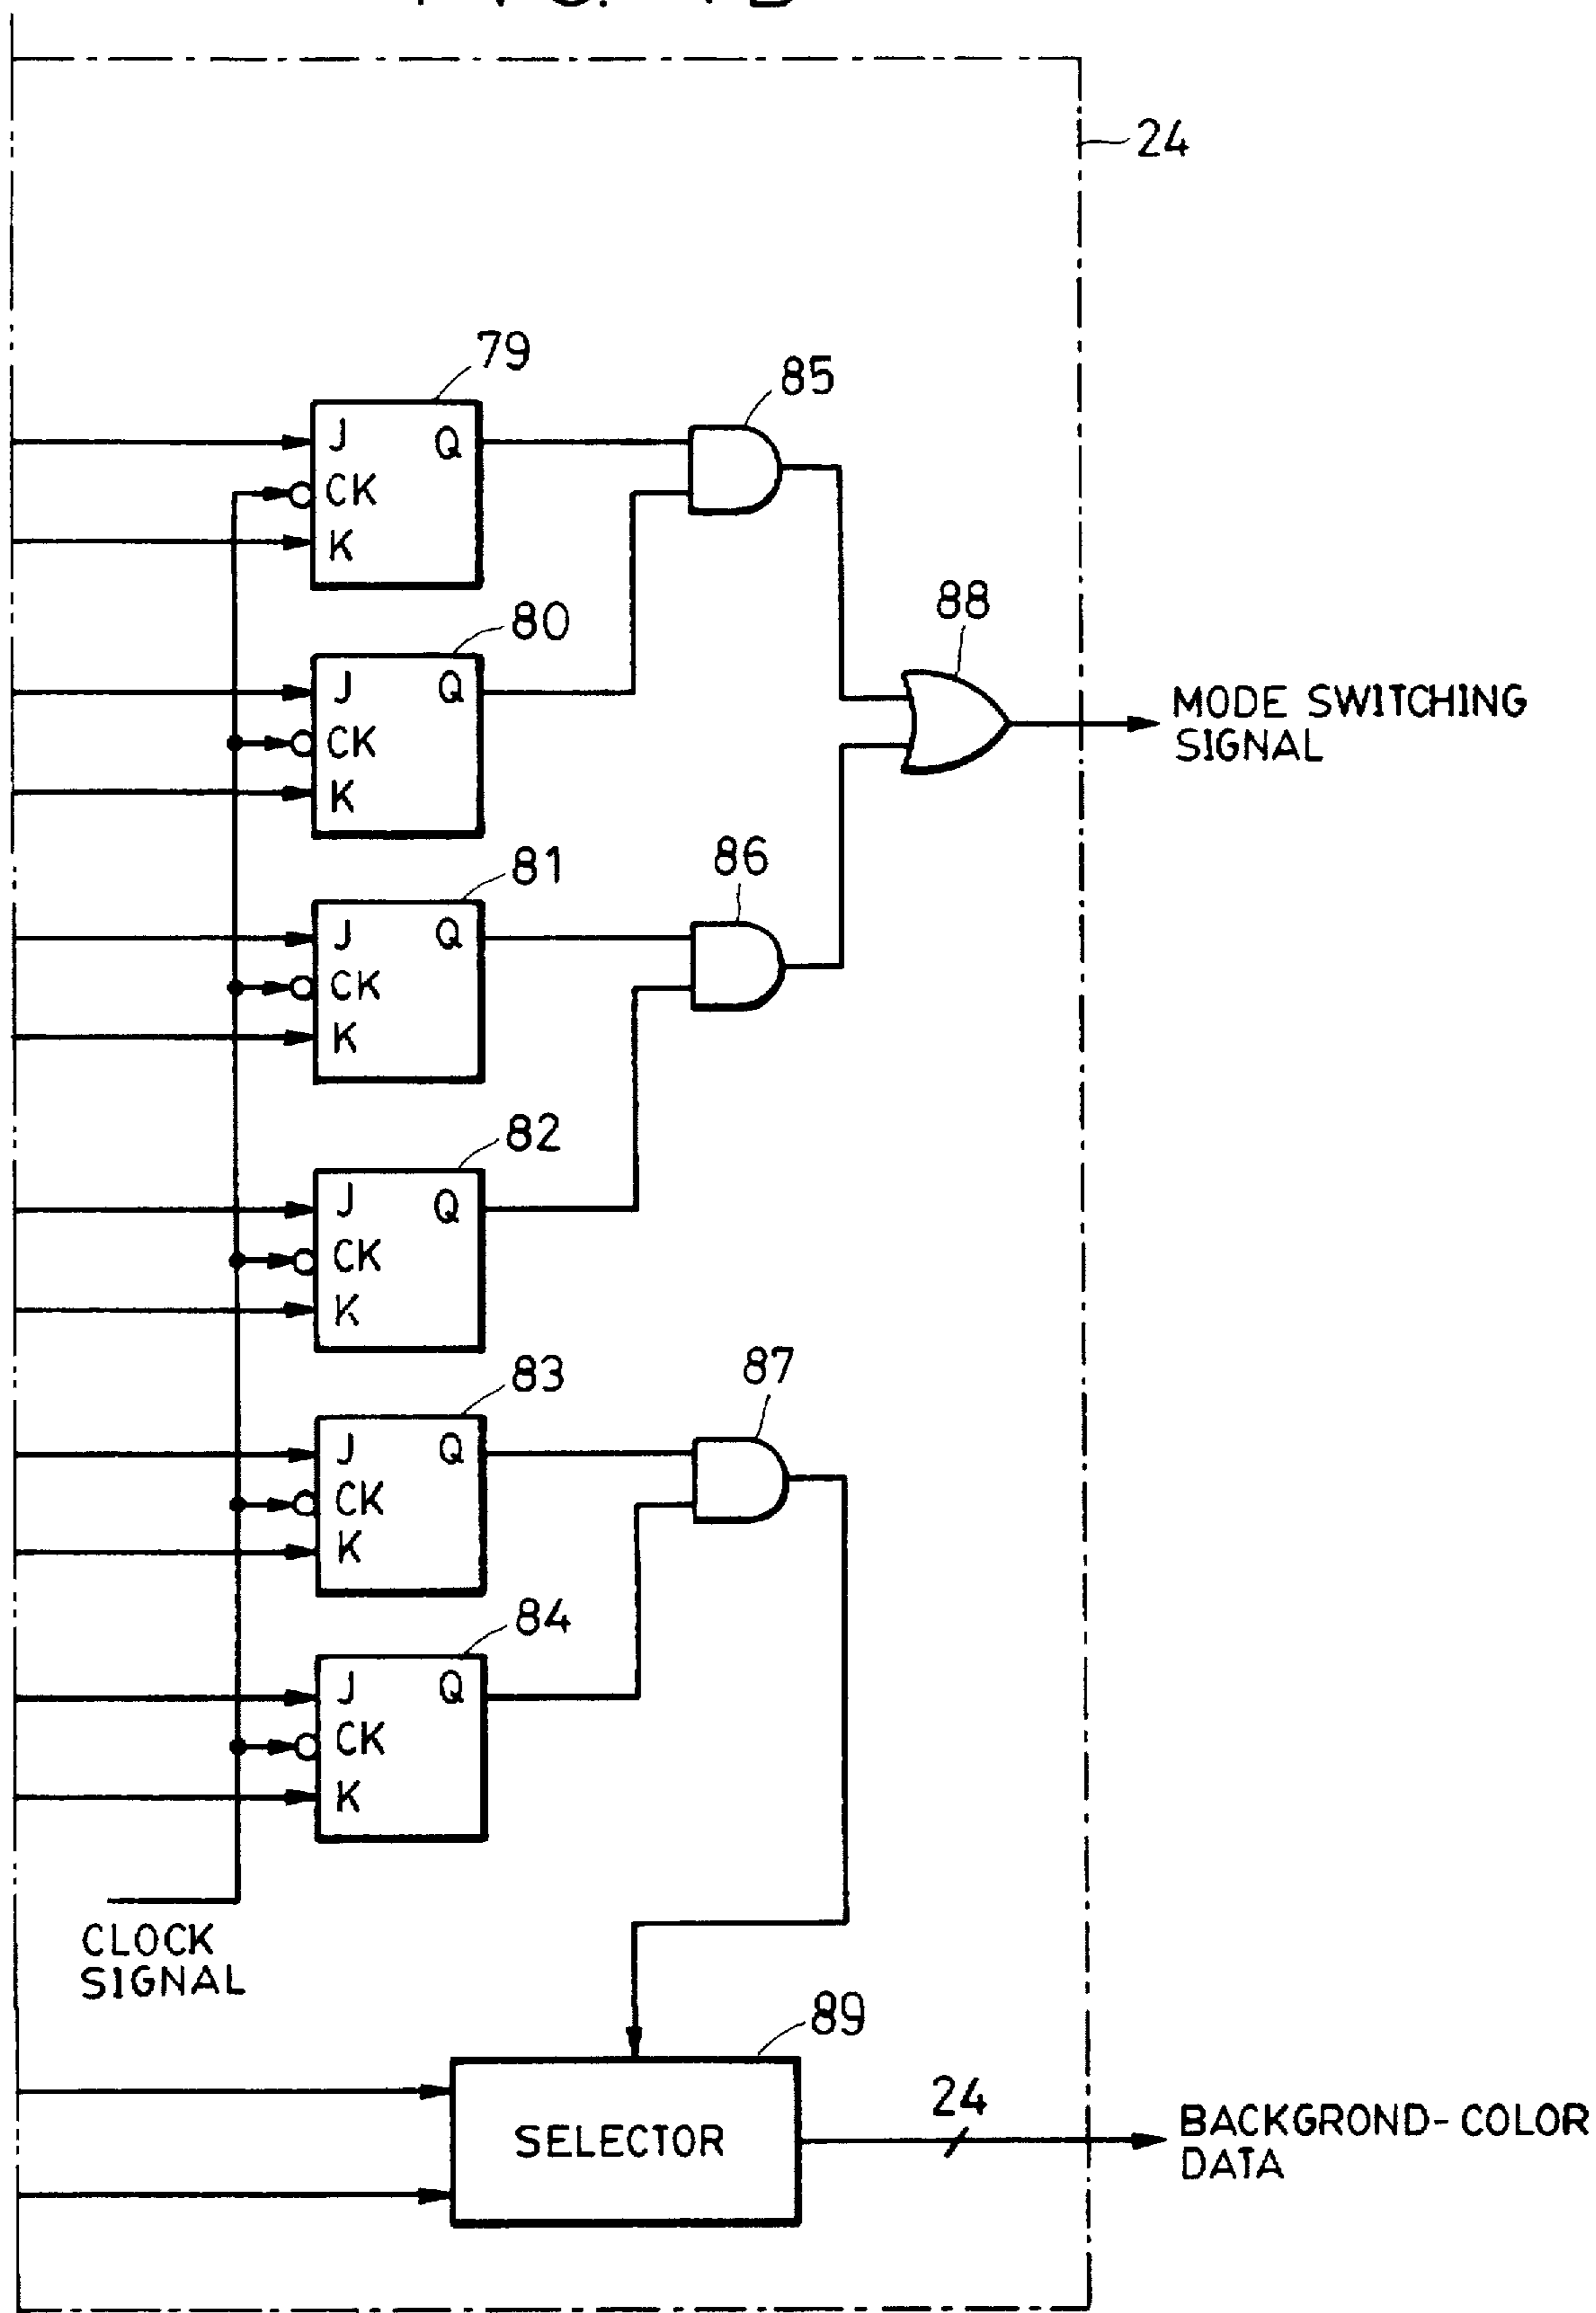 24
79
J Q
CK
K
85
80
J Q
CK
K
88
MODE SWITCHING
SIGNAL
81
J Q
CK
K
86
82
J Q
CK
K
83
J Q
CK
K
87
84
J Q
CK
K
CLOCK
SIGNAL
89
SELECTOR
24
BACKGROND-COLOR
DATA